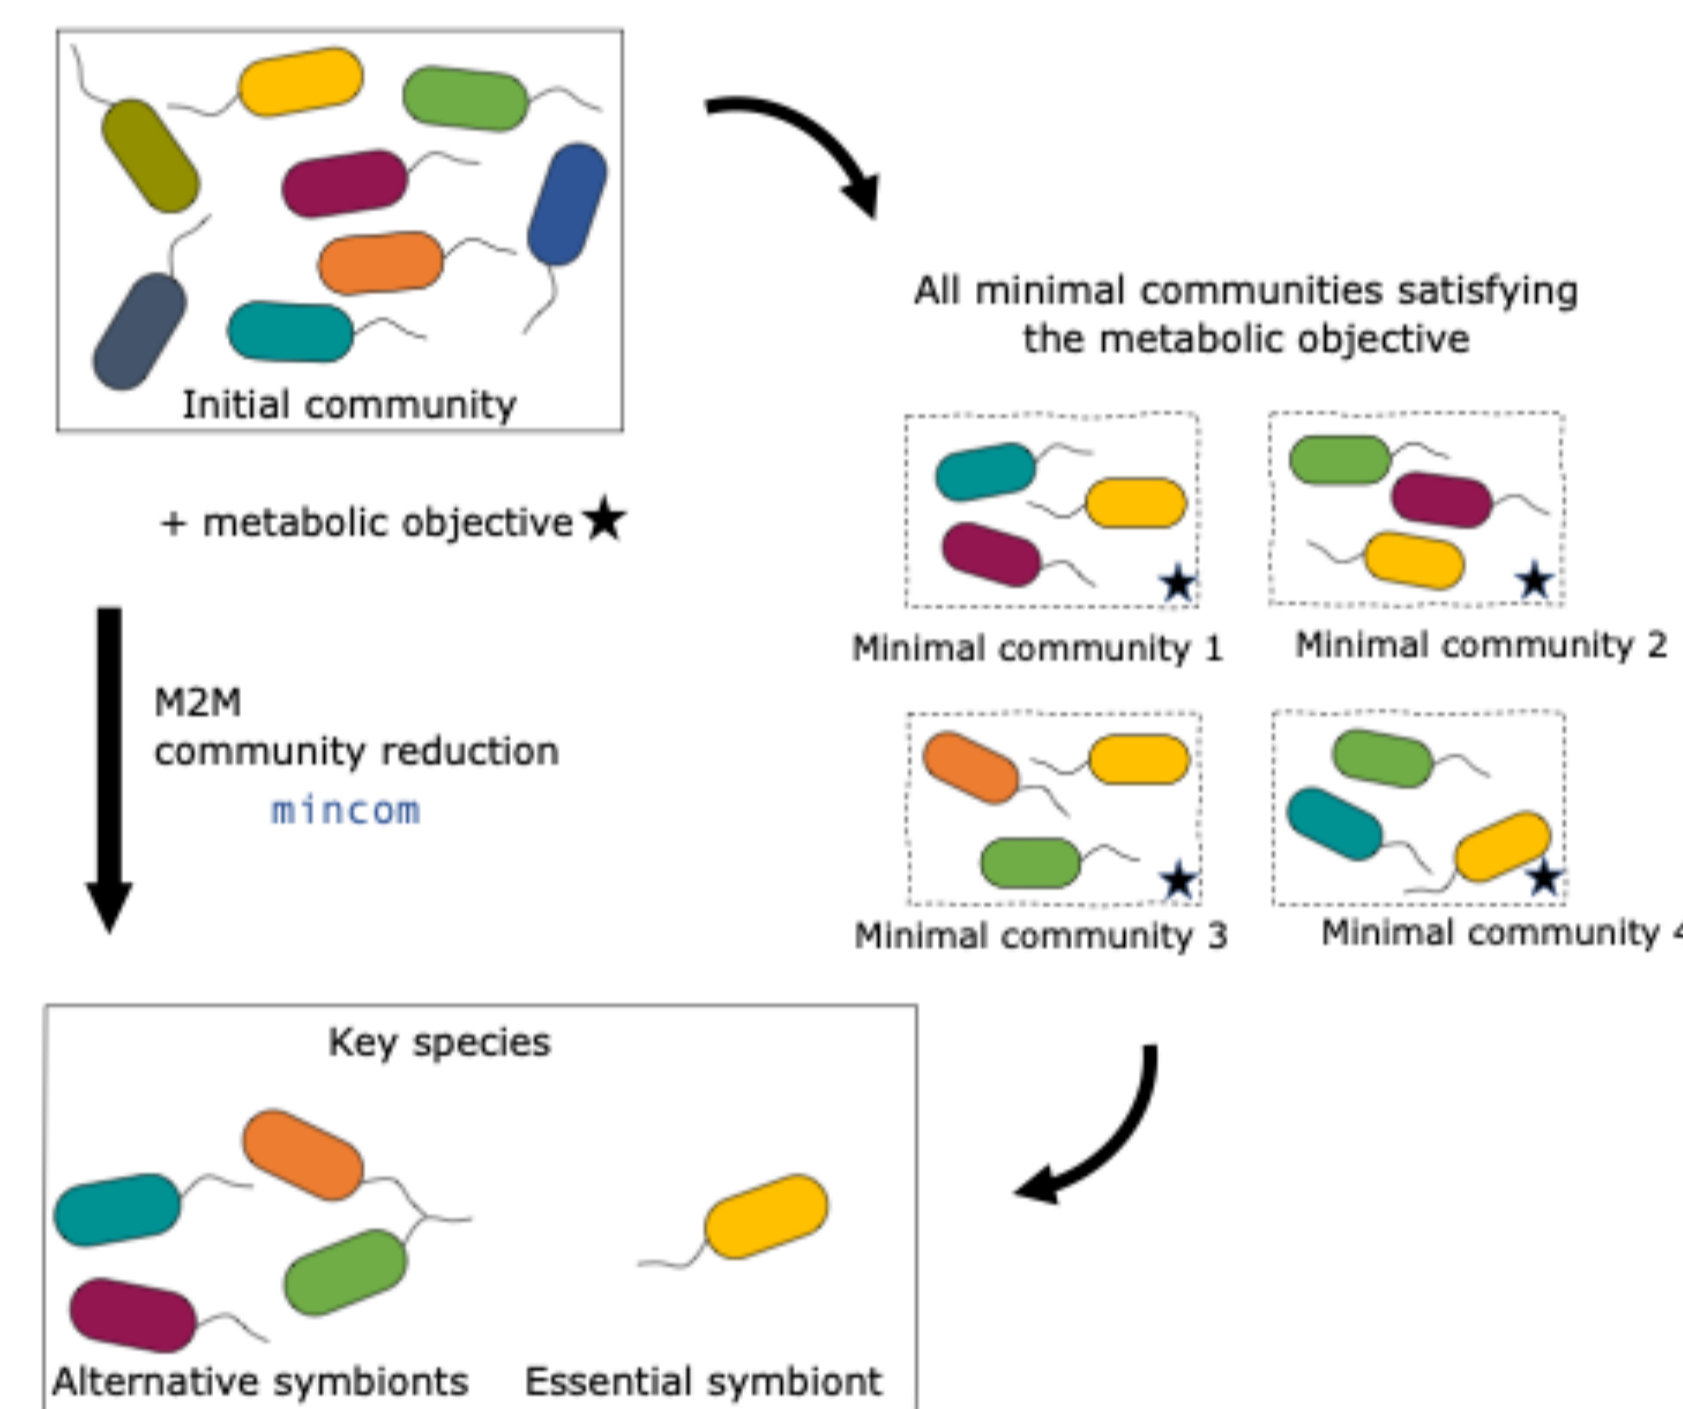 Initial community
+ metabolic objective
M2M
community reduction
mincom
All minimal communities satisfying
the metabolic objective
Minimal community 1
Minimal community 2
Minimal community 3
Minimal community 4
Key species
Alternative symbionts
Essential symbiont